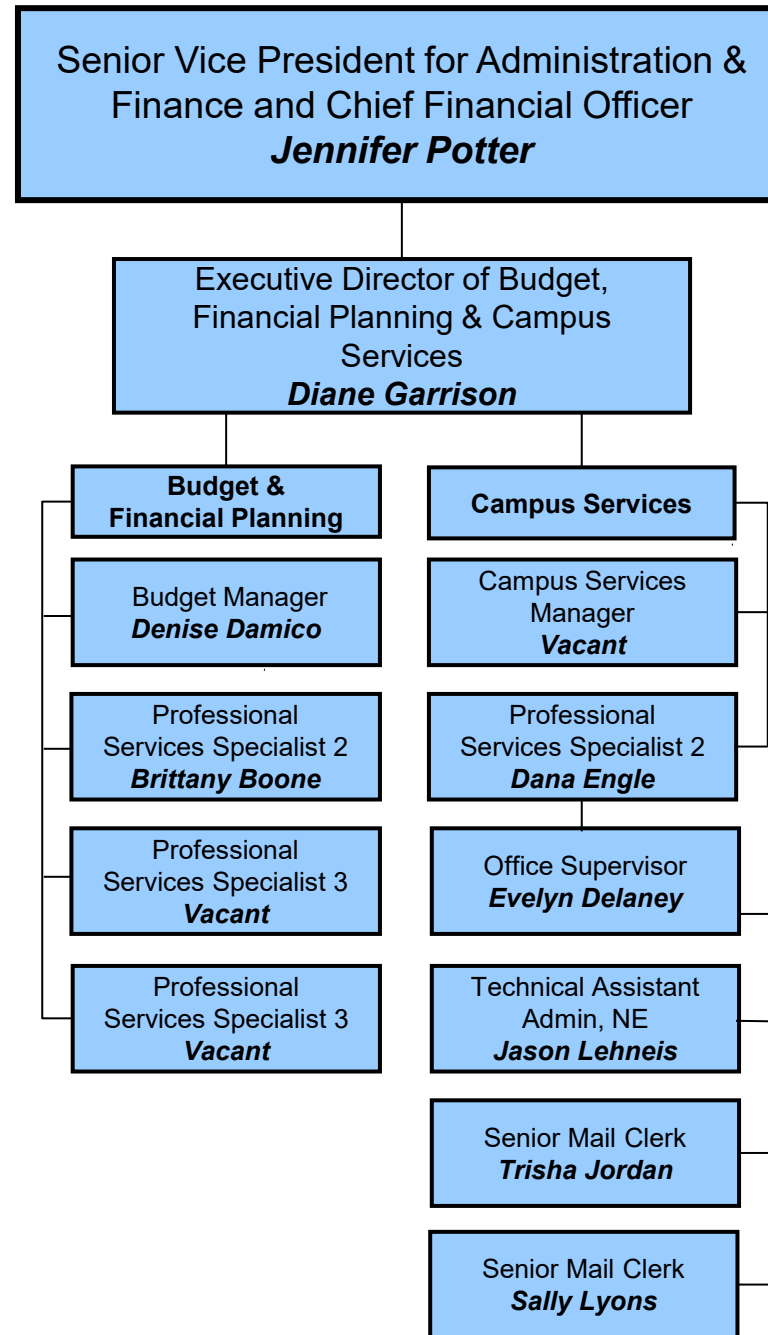 Senior Vice President for Administration &
Finance and Chief Financial Officer
Jennifer Potter
Executive Director of Budget,
Financial Planning & Campus
Services
Diane Garrison
Budget &
Financial Planning
Budget Manager
Denise Damico
Professional
Services Specialist 2
Brittany Boone
Professional
Services Specialist 3
Vacant
Professional
Services Specialist 3
Vacant
Campus Services
Campus Services
Manager
Vacant
Professional
Services Specialist 2
Dana Engle
Office Supervisor
Evelyn Delaney
Technical Assistant
Admin, NE
Jason Lehneis
Senior Mail Clerk
Trisha Jordan
Senior Mail Clerk
Sally Lyons